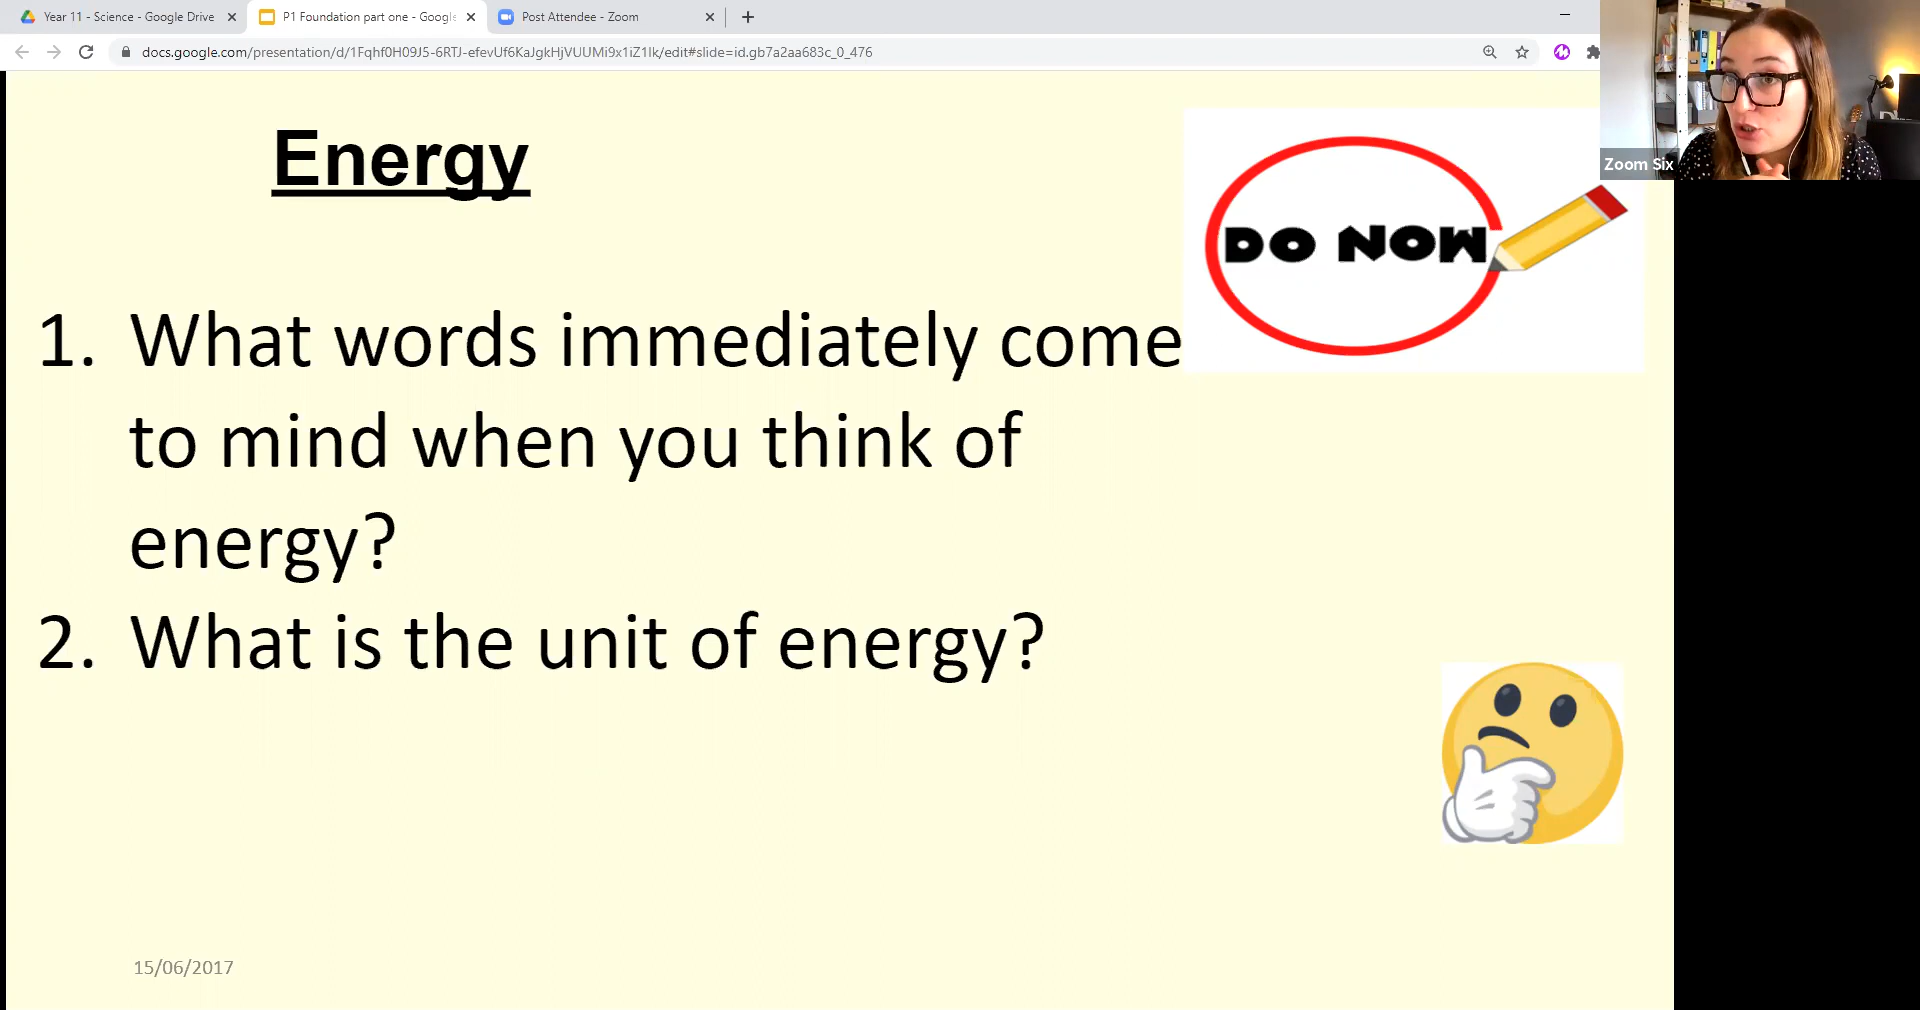 Year 11 - Science - Google Drive
P1 Foundation part one - Google
Post Attendee - Zoom
docs.google.com/presentation/d/1Fqhf0H09J5-6RTJ-efevUf6KaJgkHjVUUMi9x1iZ1lk/edit#slide=id.gb7a2aa683c_0_476
Zoom Six
Energy
DO NOW
1. What words immediately come
to mind when you think of
energy?
2. What is the unit of energy?
15/06/2017